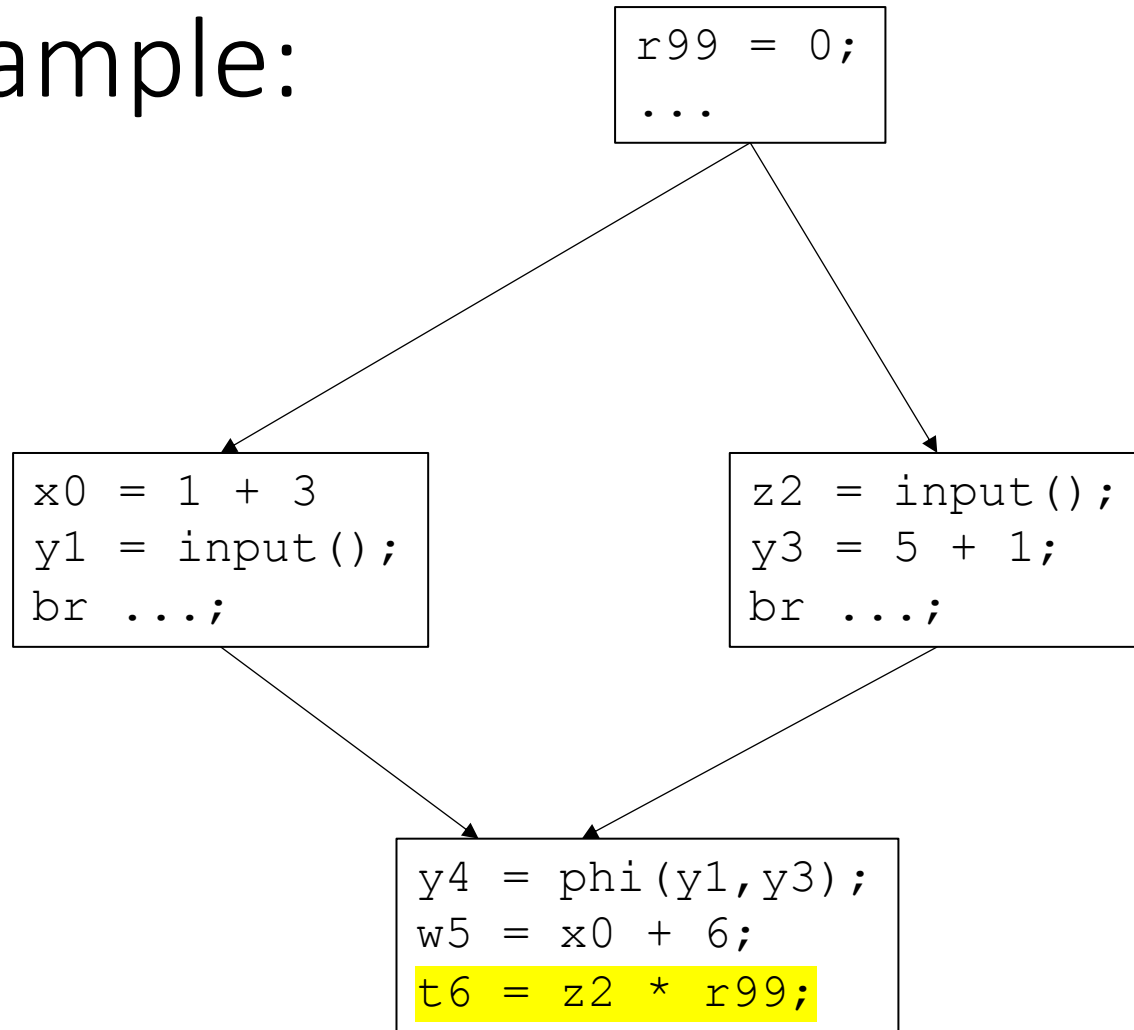 ample:
r99 = 0;
...
x0 = 1 + 3
y1 = input();
br ...;
z2 = input();
y3 = 5 + 1;
br ...;
y4 = phi(y1,y3);
w5 = x0 + 6;
t6 = z2 * r99;